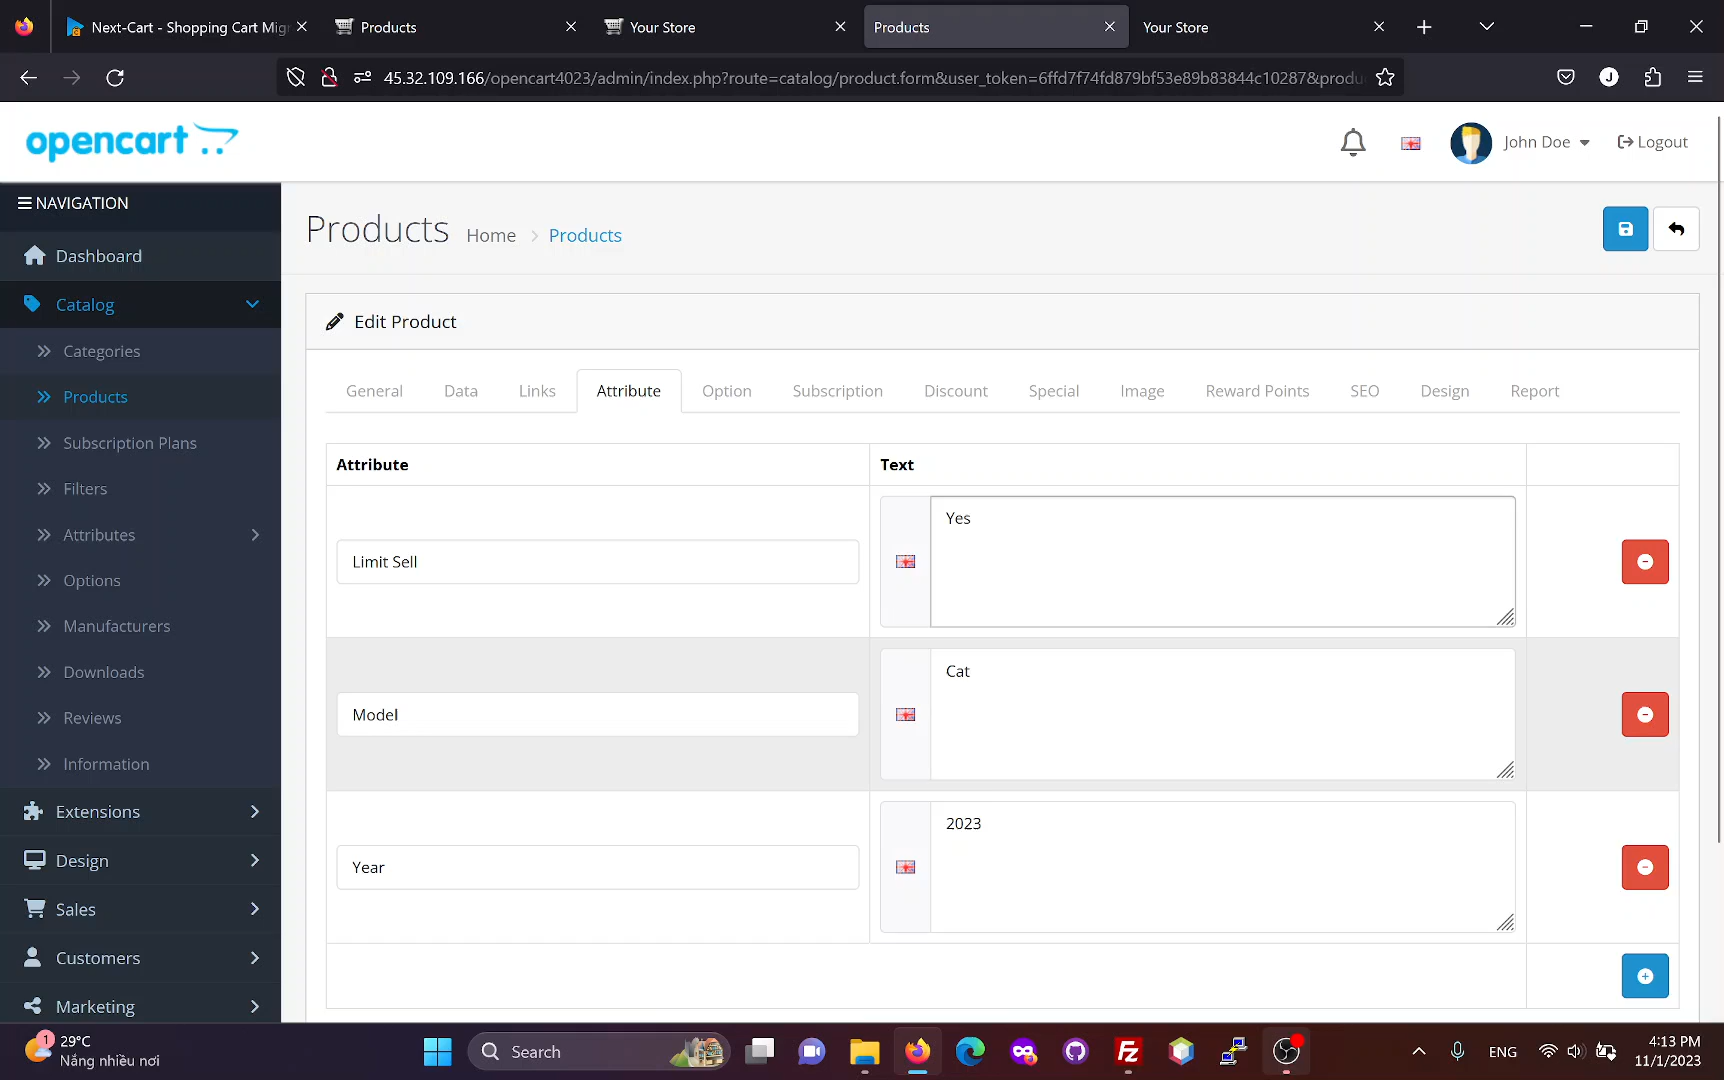 Next-Cart - Shopping Cart Migr
Products
Your Store
Products
Your Store
45.32.109.166/opencart4023/admin/index.php?route=catalog/product.form&user_token=6ffd7f74fd879bf53e89b83844c10287&produ
J
opencart
John Doe
Logout
NAVIGATION
Dashboard
Catalog
Categories
Products
Subscription Plans
Filters
Attributes
Options
Manufacturers
Downloads
Reviews
Information
Extensions
Design
Sales
Customers
Marketing
Products Home > Products
Edit Product
General Data Links Attribute Option Subscription Discount Special Image Reward Points SEO Design Report
Attribute Text
Limit Sell Yes
Model Cat
Year 2023
1
29°C
Nắng nhiều nơi
Search
Fz
ENG
4:13 PM
11/1/2023